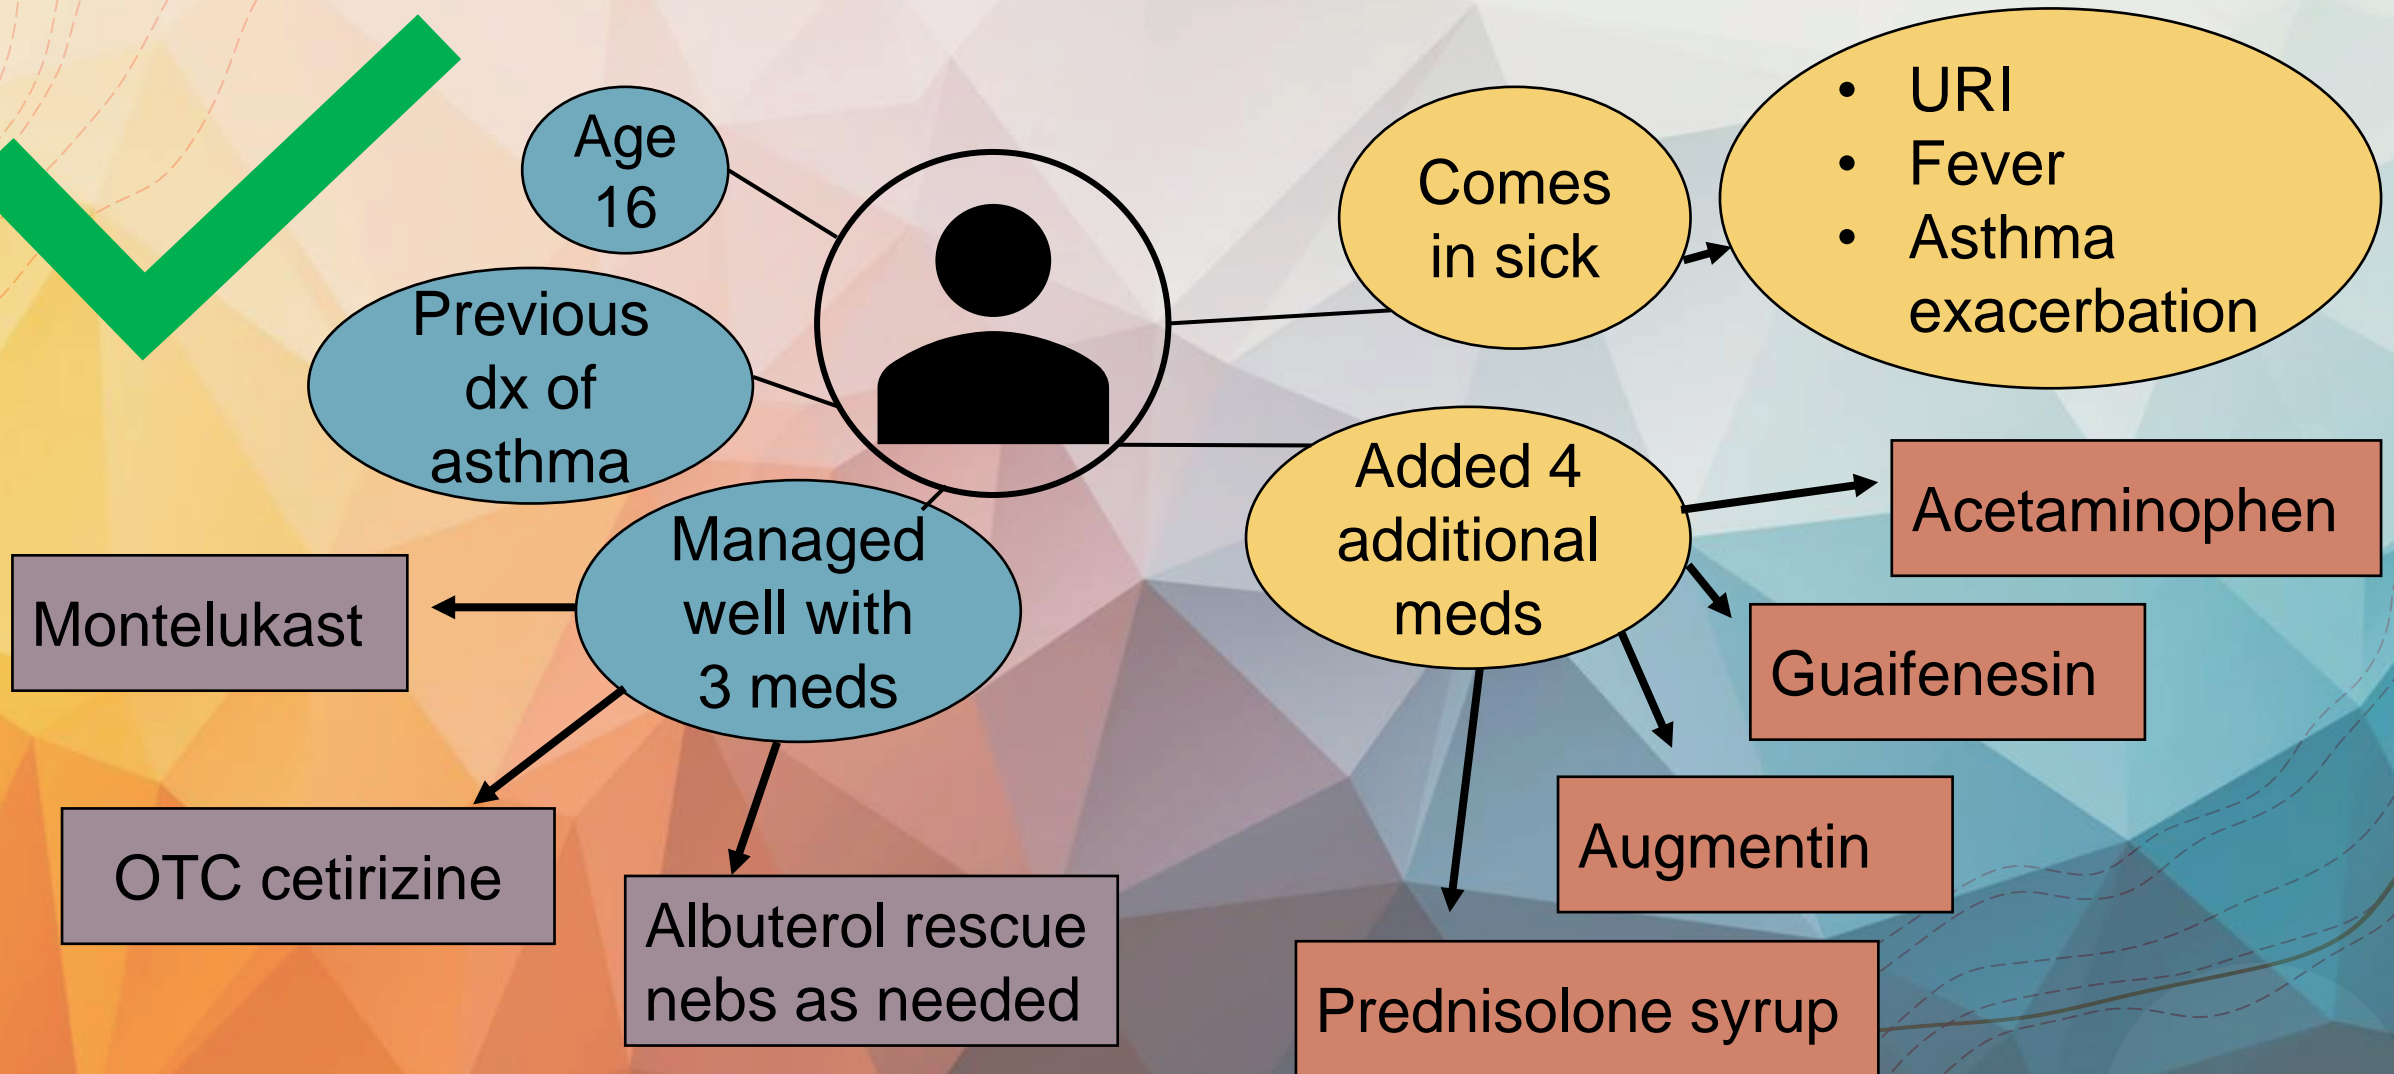 Age
16
Previous
dx of
asthma
Managed
well with
3 meds
Montelukast
OTC cetirizine
Albuterol rescue
nebs as needed
Comes
in sick
• URI
• Fever
• Asthma
exacerbation
Added 4
additional
meds
Acetaminophen
Guaifenesin
Augmentin
Prednisolone syrup